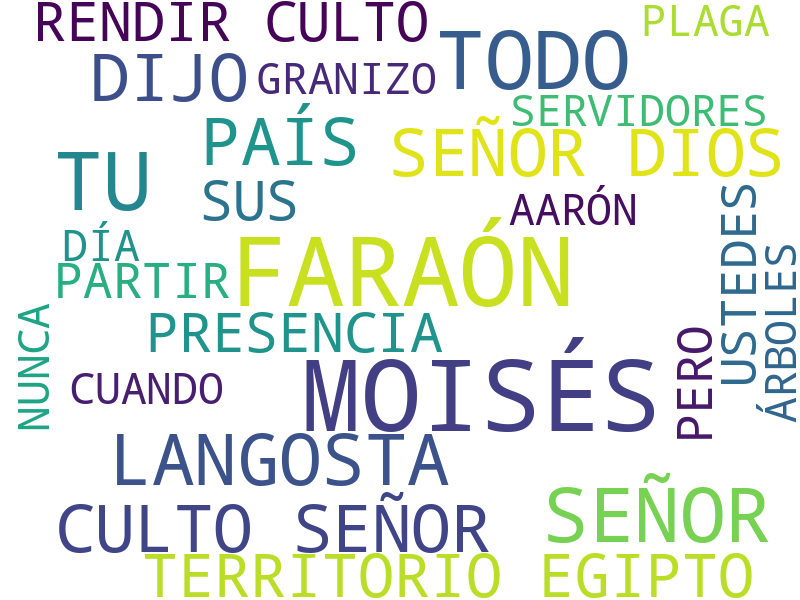 RENDIR CULTO
PLAGA
DIJO
GRANIZO
TODO
SERVIDORES
PAÍS
SEÑOR DIOS
TU
SUS
AARÓN
DÍA
PARTIR
FARAÓN
USTEDES
ÁRBOLES
NUNCA
PRESENCIA
CUANDO
MOISÉS
PERO
LANGOSTA
CULTO SEÑOR
SEÑOR
TERRITORIO EGIPTO